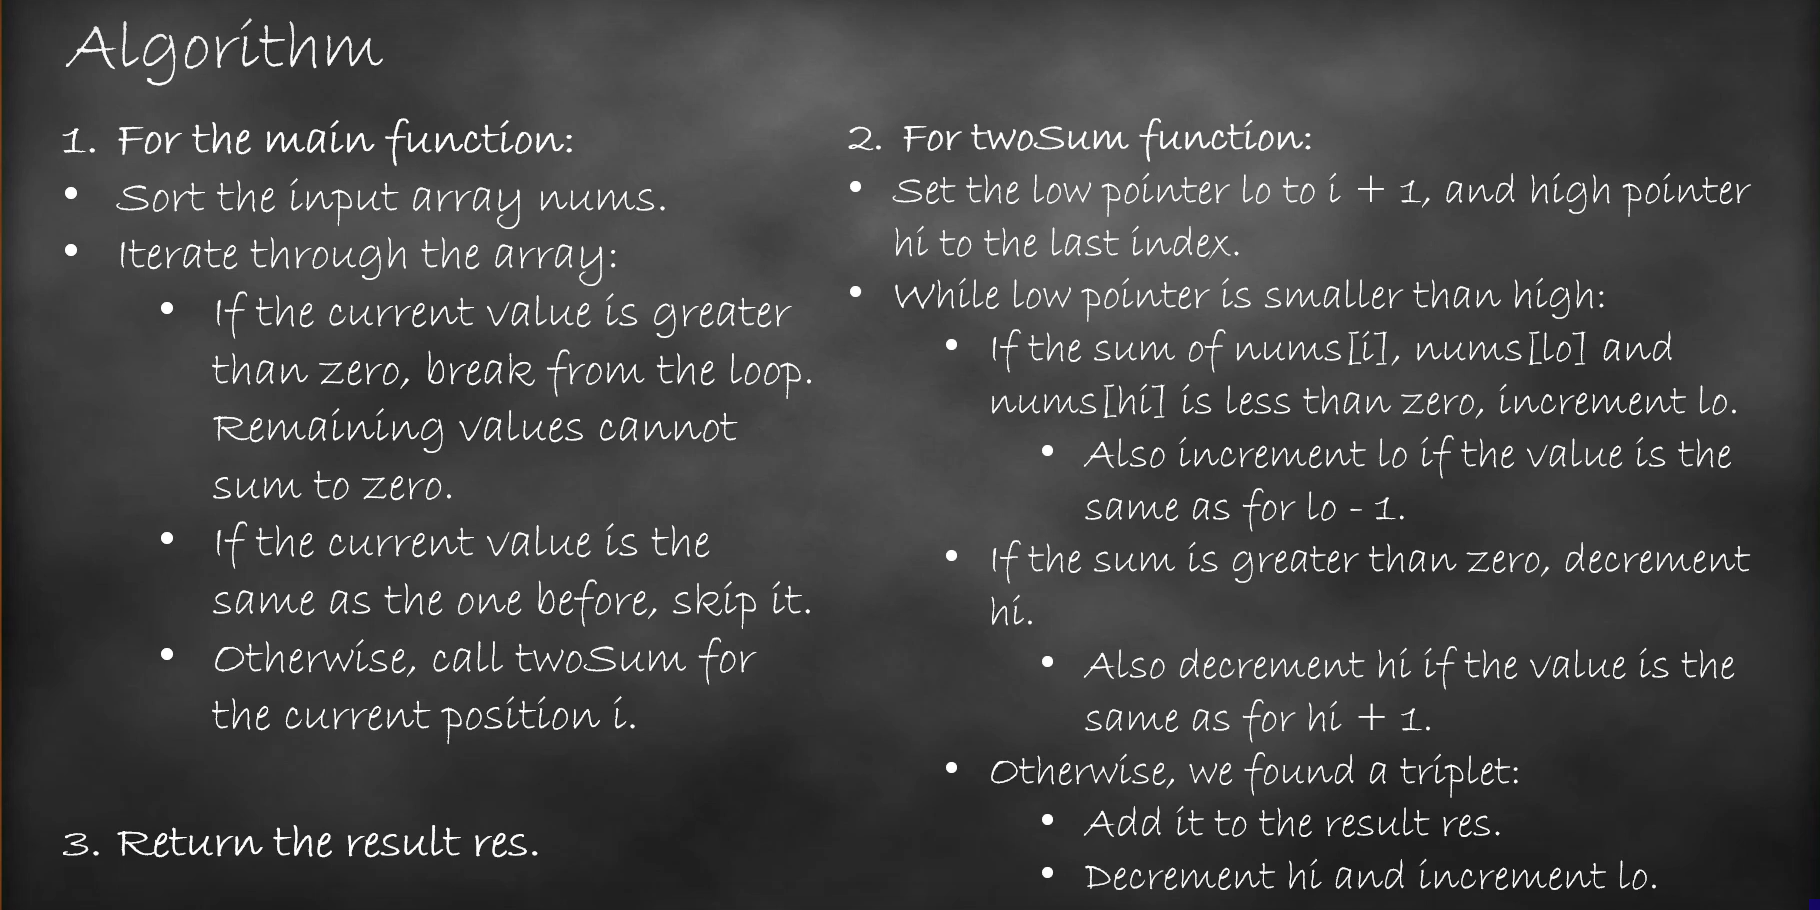 Algorithm
1. For the main function:
• Sort the input array nums.
• Iterate through the array:
• If the current value is greater
than zero, break from the loop.
Remaining values cannot
sum to zero.
• If the current value is the
same as the one before, skip it.
• Otherwise, call twoSum for
the current position i.
3. Return the result res.
2. For twoSum function:
• Set the low pointer lo to i + 1, and high pointer
hi to the last index.
• While low pointer is smaller than high:
• If the sum of nums[i], nums[lo] and
nums[hi] is less than zero, increment lo.
• Also increment lo if the value is the
same as for lo - 1.
• If the sum is greater than zero, decrement
hi.
• Also decrement hi if the value is the
same as for hi + 1.
• Otherwise, we found a triplet:
• Add it to the result res.
• Decrement hi and increment lo.